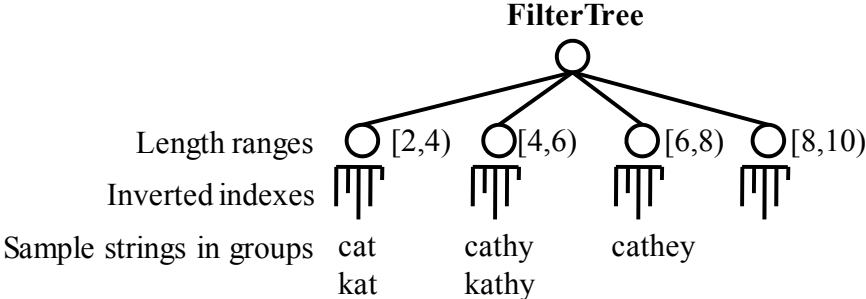 FilterTree
Length ranges [2,4) [4,6) [6,8) [8,10)
Inverted indexes
Sample strings in groups cat cathy cathey
kat kathy